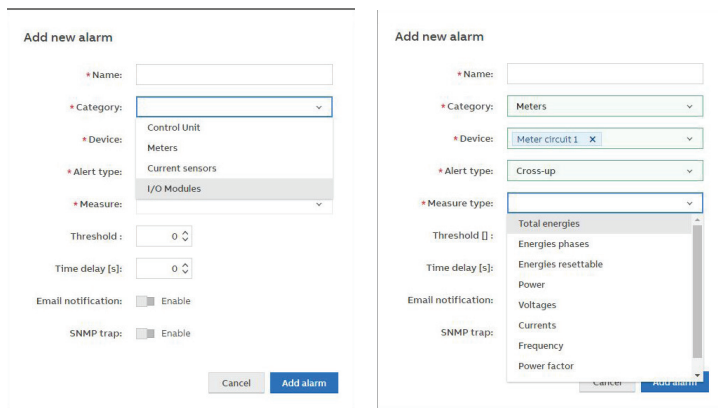 Add new alarm
* Name:
* Category:
Control Unit
Meters
Current sensors
I/O Modules
* Device:
* Alert type:
* Measure:
Threshold :
0
Time delay [s]:
0
Email notification:
Enable
SNMP trap:
Enable
Cancel
Add alarm
Add new alarm
* Name:
* Category:
Meters
* Device:
Meter circuit 1 X
* Alert type:
Cross-up
* Measure type:
Total energies
Energies phases
Energies resettable
Power
Voltages
Currents
Frequency
Power factor
Threshold [] :
Time delay [s]:
Email notification:
SNMP trap:
Cancel
Add alarm